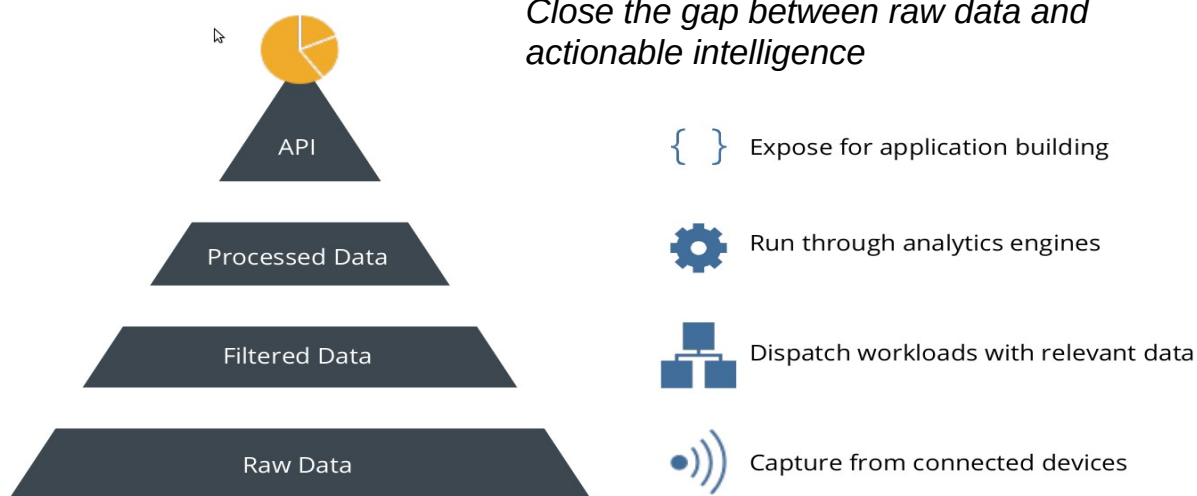 Close the gap between raw data and
actionable intelligence
API
{ } Expose for application building
Processed Data
Run through analytics engines
Filtered Data
Dispatch workloads with relevant data
Raw Data
Capture from connected devices